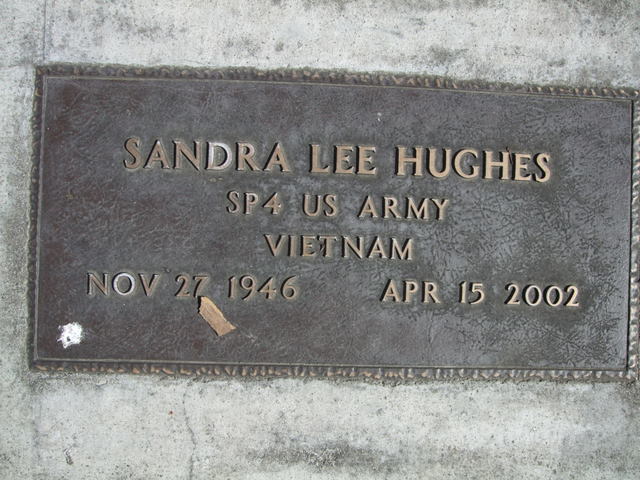 SANDRA LEE HUGHES
SP4 US ARMY
VIETNAM
NOV 27 1946 APR 15 2002